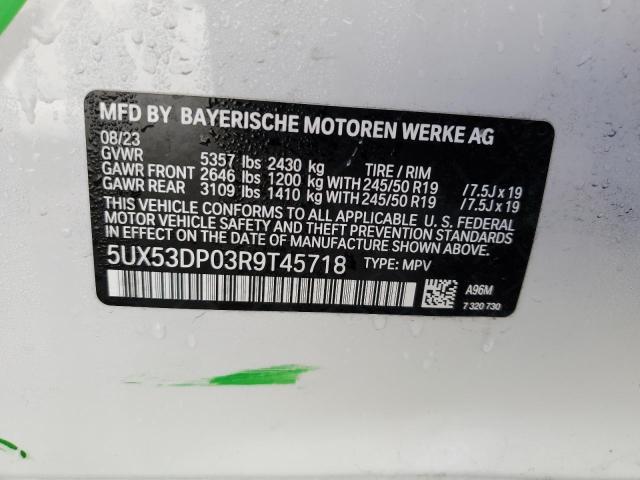 MFD BY BAYERISCHE MOTOREN WERKE AG
08/23
GVWR 5357 lbs 2430 kg TIRE / RIM
GAWR FRONT 2646 lbs 1200 kg WITH 245/50 R19 /7.5J x 19
GAWR REAR 3109 lbs 1410 kg WITH 245/50 R19 /7.5J x 19
THIS VEHICLE CONFORMS TO ALL APPLICABLE U. S. FEDERAL
MOTOR VEHICLE SAFETY AND THEFT PREVENTION STANDARDS
IN EFFECT ON THE DATE OF MANUFACTURE SHOWN ABOVE.
5UX53DP03R9T45718 TYPE: MPV
A96M
7 320 730